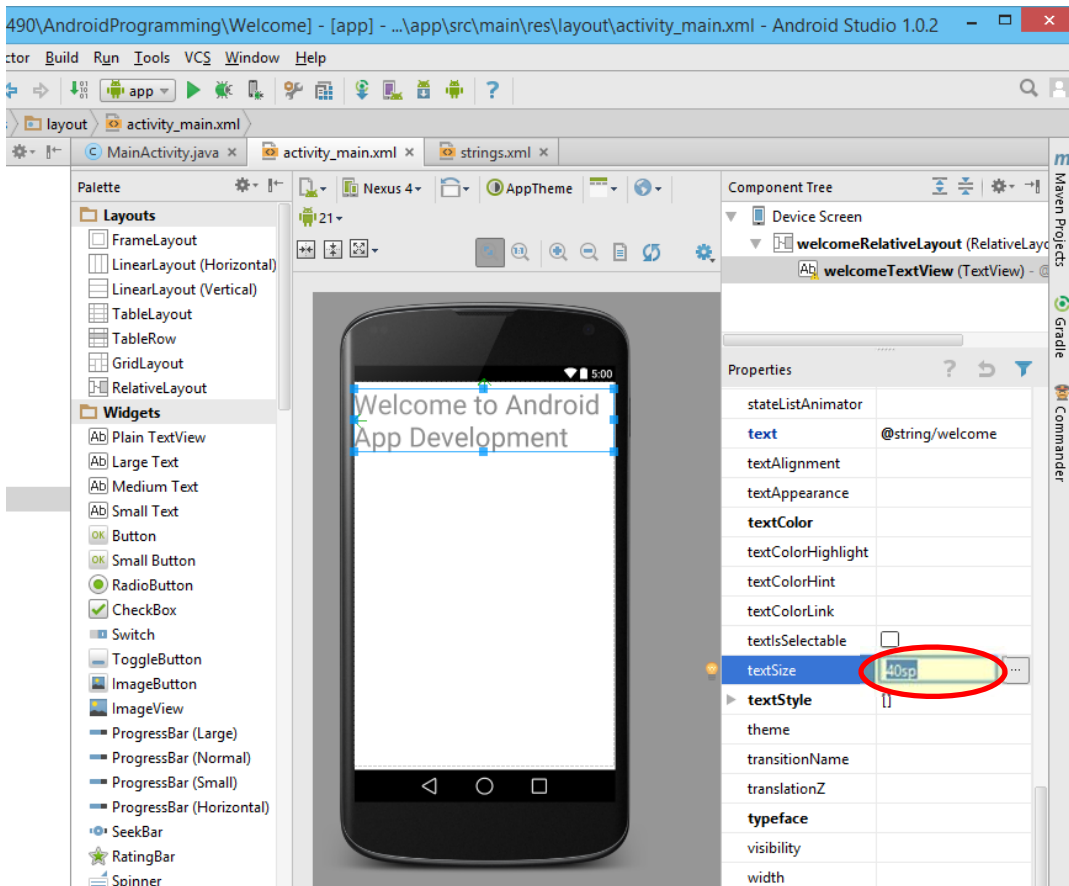 490\AndroidProgramming\Welcome] - [app] - ...\app\src\main\res\layout\activity_main.xml - Android Studio 1.0.2
ctor Build Run Tools VCS Window Help
app
layout activity_main.xml
MainActivity.java activity_main.xml strings.xml
Palette
Layouts
FrameLayout
LinearLayout (Horizontal)
LinearLayout (Vertical)
TableLayout
TableRow
GridLayout
RelativeLayout
Widgets
Plain TextView
Large Text
Medium Text
Small Text
Button
Small Button
RadioButton
CheckBox
Switch
ToggleButton
ImageButton
ImageView
ProgressBar (Large)
ProgressBar (Normal)
ProgressBar (Small)
ProgressBar (Horizontal)
SeekBar
RatingBar
Spinner
Nexus 4 AppTheme
21
5:00
Welcome to Android
App Development
Component Tree
Device Screen
welcomeRelativeLayout (RelativeLayo
welcomeTextView (TextView) - @
Properties
stateListAnimator
text @string/welcome
textAlignment
textAppearance
textColor
textColorHighlight
textColorHint
textColorLink
textIsSelectable
textSize 40sp ...
textStyle []
theme
transitionName
translationZ
typeface
visibility
width
m
Maven Projects
Gradle
Commander